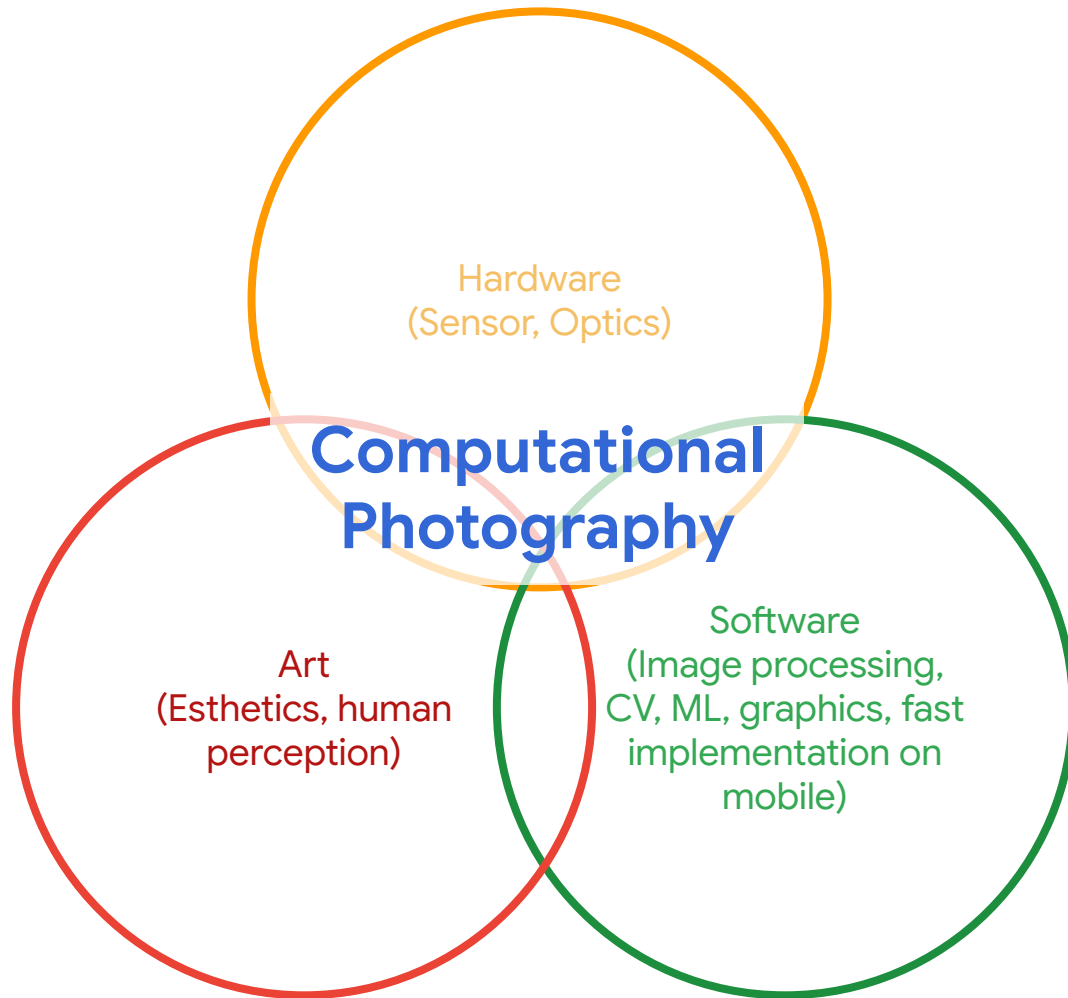 Hardware
(Sensor, Optics)
Computational
Photography
Art
(Esthetics, human
perception)
Software
(Image processing,
CV, ML, graphics, fast
implementation on
mobile)